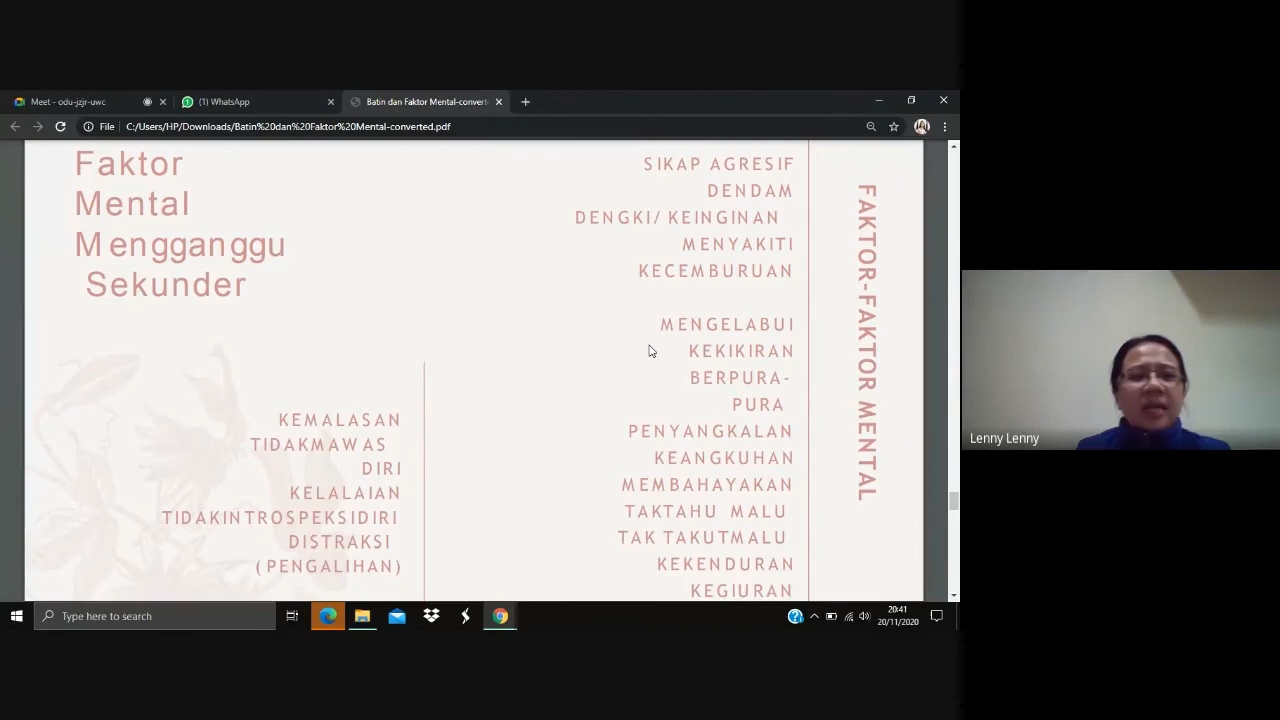 Meet - odu-jzjr-uwc
(1) WhatsApp
Batin dan Faktor Mental-convert
File
C:/Users/HP/Downloads/Batin%20dan%20Faktor%20Mental-converted.pdf
Faktor
Mental
Mengganggu
Sekunder
KEMALASAN
TIDAKMAWAS
DIRI
KELALAIAN
TIDAKINTROSPEKSIDIRI
DISTRAKSI
(PENGALIHAN)
SIKAP AGRESIF
DENDAM
DENGKI/ KEINGINAN
MENYAKITI
KECEMBURUAN
MENGELABUI
KEKIKIRAN
BERPURA-
PURA
PENYANGKALAN
KEANGKUHAN
MEMBAHAYAKAN
TAKTAHU MALU
TAK TAKUTMALU
KEKENDURAN
KEGIURAN
FAKTOR-FAKTOR MENTAL
Lenny Lenny
Type here to search
20:41
20/11/2020